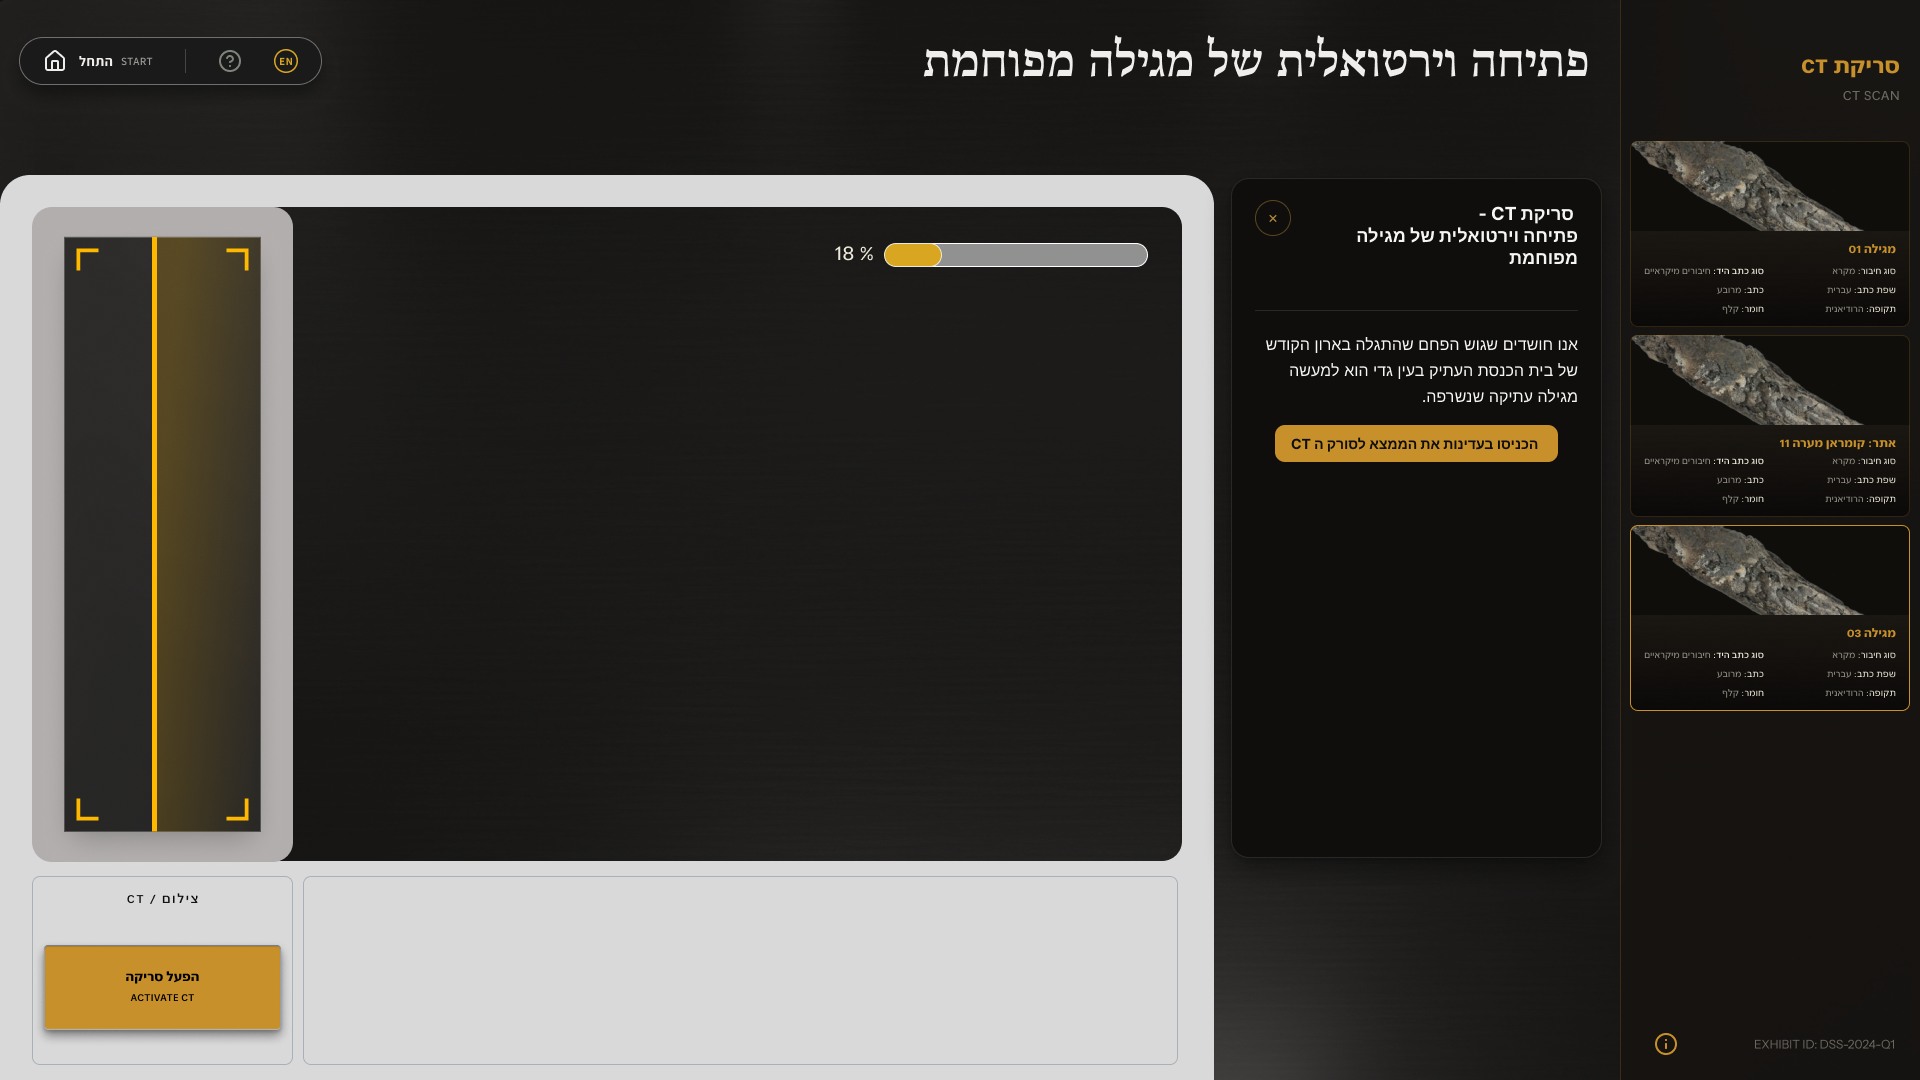 פתיחה וירטואלית של מגילה מפוחמת
התחל START
EN
סריקת CT
CT SCAN
מגילה 01
סוג חיבור: מקרא
סוג כתב היד: חיבורים מיקראיים
שפת כתב: עברית
כתב: מרובע
תקופה: הרודיאנית
חומר: קלף
אתר: קומראן מערה 11
סוג חיבור: מקרא
סוג כתב היד: חיבורים מיקראיים
שפת כתב: עברית
כתב: מרובע
תקופה: הרודיאנית
חומר: קלף
מגילה 03
סוג חיבור: מקרא
סוג כתב היד: חיבורים מיקראיים
שפת כתב: עברית
כתב: מרובע
תקופה: הרודיאנית
חומר: קלף
EXHIBIT ID: DSS-2024-Q1
סריקת CT -
פתיחה וירטואלית של מגילה
מפוחמת
אנו חושדים שגוש הפחם שהתגלה בארון הקודש
של בית הכנסת העתיק בעין גדי הוא למעשה
מגילה עתיקה שנשרפה.
הכניסו בעדינות את הממצא לסורק ה CT
18 %
צילום / CT
הפעל סריקה
ACTIVATE CT